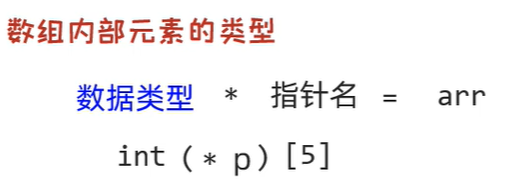 数组内部元素的类型
数据类型 * 指针名 = arr
int (* p) [5]